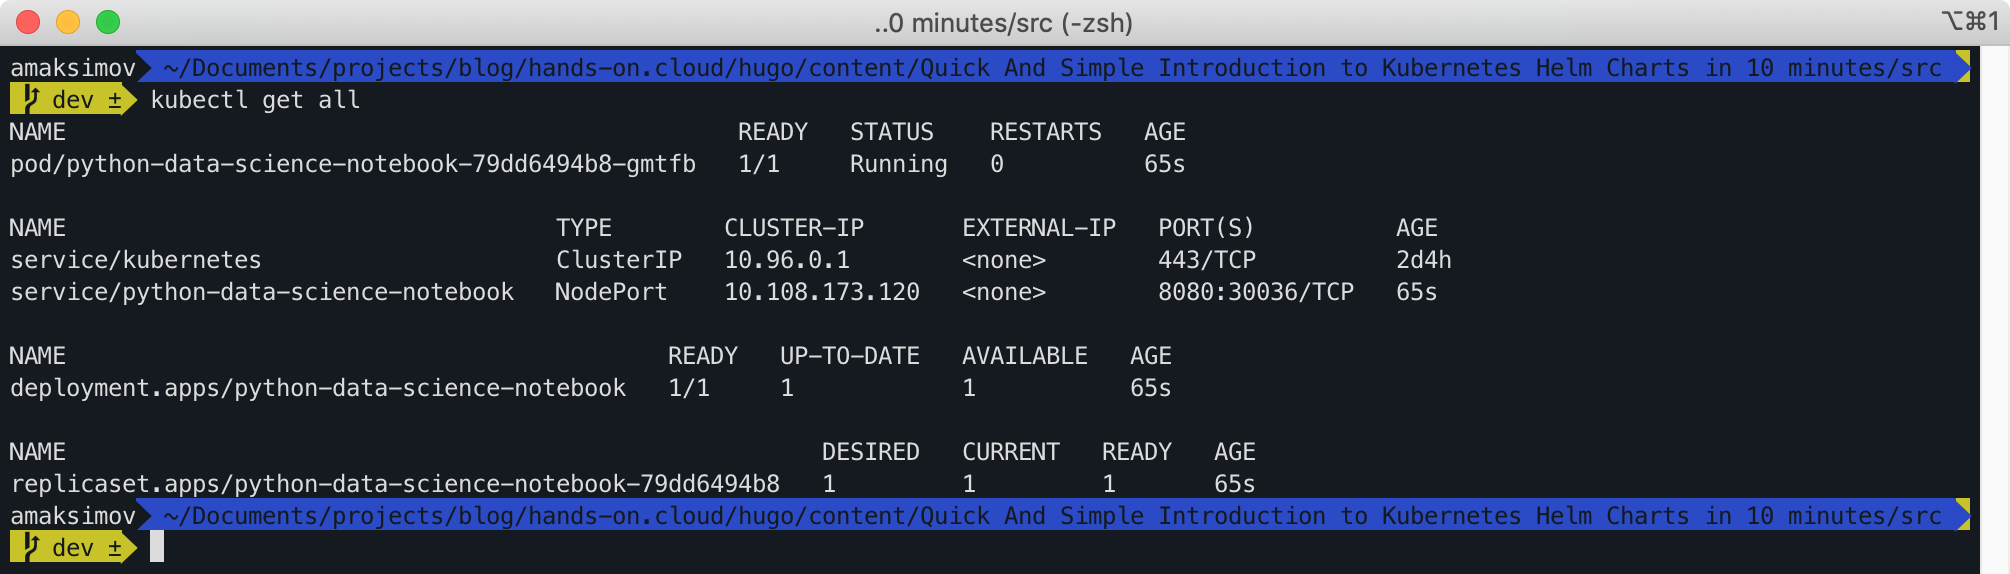 ..0 minutes/src (-zsh) ⌥⌘1
amaksimov ~/Documents/projects/blog/hands-on.cloud/hugo/content/Quick And Simple Introduction to Kubernetes Helm Charts in 10 minutes/src
dev ± kubectl get all
NAME READY STATUS RESTARTS AGE
pod/python-data-science-notebook-79dd6494b8-gmtfb 1/1 Running 0 65s
NAME TYPE CLUSTER-IP EXTERNAL-IP PORT(S) AGE
service/kubernetes ClusterIP 10.96.0.1 <none> 443/TCP 2d4h
service/python-data-science-notebook NodePort 10.108.173.120 <none> 8080:30036/TCP 65s
NAME READY UP-TO-DATE AVAILABLE AGE
deployment.apps/python-data-science-notebook 1/1 1 1 65s
NAME DESIRED CURRENT READY AGE
replicaset.apps/python-data-science-notebook-79dd6494b8 1 1 1 65s
amaksimov ~/Documents/projects/blog/hands-on.cloud/hugo/content/Quick And Simple Introduction to Kubernetes Helm Charts in 10 minutes/src
dev ±